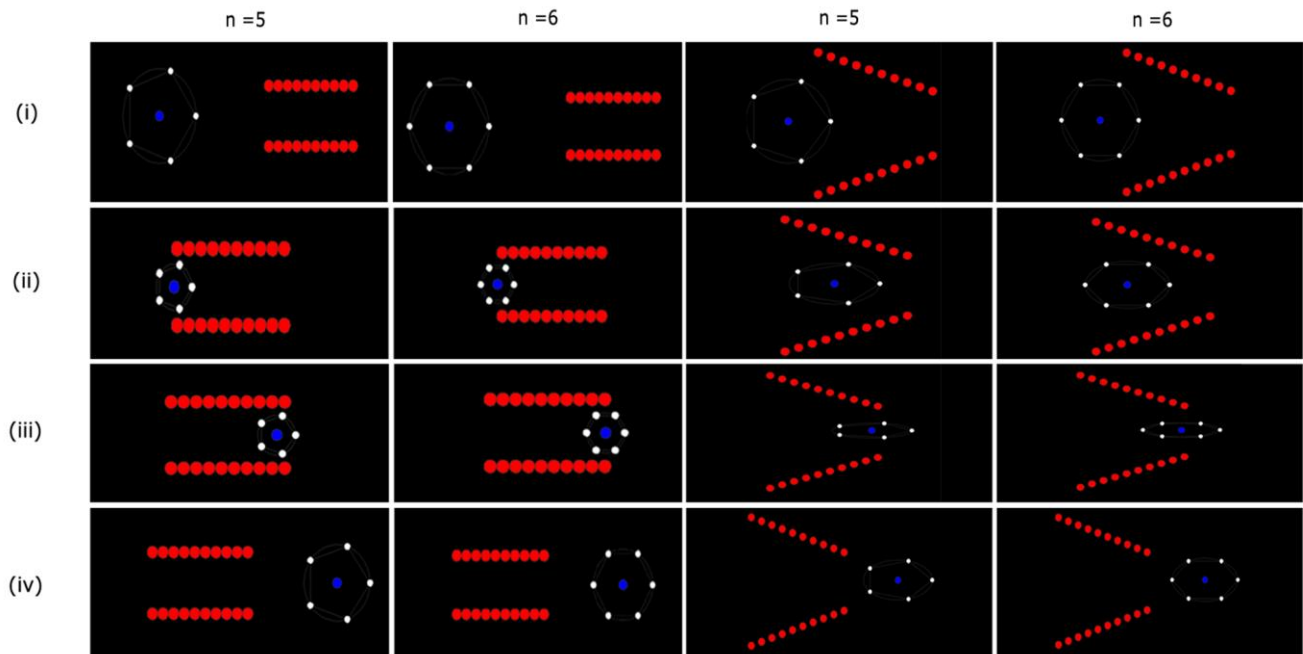 n =5 n =6 n =5 n =6
(i)
(ii)
(iii)
(iv)